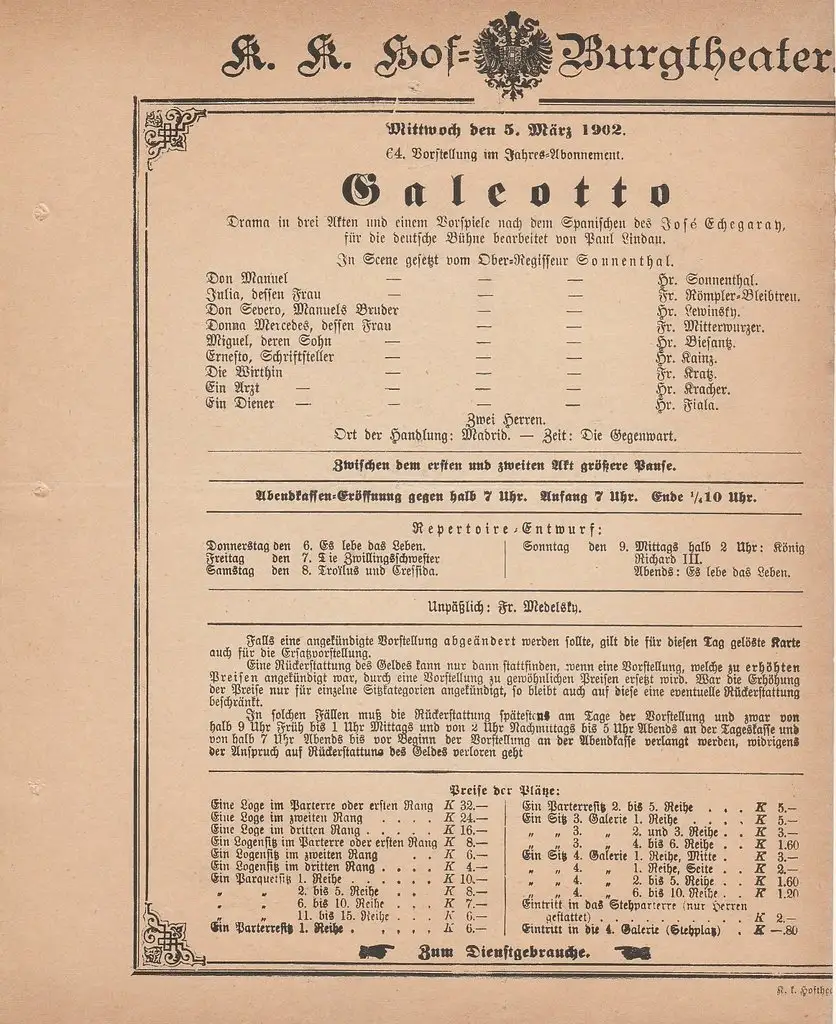 K. K. Hof-Burgtheater.
Mittwoch den 5. März 1902.
64. Vorstellung im Jahres-Abonnement.
Galeotto
Drama in drei Akten und einem Vorspiele nach dem Spanischen des José Echegaray,
für die deutsche Bühne bearbeitet von Paul Lindau.
In Scene gesetzt vom Ober-Regisseur Sonnenthal.
Don Manuel — — — Hr. Sonnenthal.
Julia, dessen Frau — — — Fr. Römpler-Bleibtreu.
Don Severo, Manuels Bruder — — Hr. Lewinsky.
Donna Mercedes, dessen Frau — — Fr. Mitterwurzer.
Miguel, deren Sohn — — — Hr. Biesantz.
Ernesto, Schriftsteller — — — Hr. Kainz.
Die Wirthin — — — Fr. Kratz.
Ein Arzt — — — — Hr. Kracher.
Ein Diener — — — — Hr. Fiala.
Zwei Herren.
Ort der Handlung: Madrid. — Zeit: Die Gegenwart.
Zwischen dem ersten und zweiten Akt größere Pause.
Abendkassen-Eröffnung gegen halb 7 Uhr. Anfang 7 Uhr. Ende 1/4 10 Uhr.
Repertoire-Entwurf:
Donnerstag den 6. Es lebe das Leben.
Freitag den 7. Die Zwillingsschwester
Samstag den 8. Troïlus und Cressida.
Sonntag den 9. Mittags halb 2 Uhr: König
Richard III.
Abends: Es lebe das Leben.
Unpäßlich: Fr. Medelsky.
Falls eine angekündigte Vorstellung abgeändert werden sollte, gilt die für diesen Tag gelöste Karte
auch für die Ersatzvorstellung.
Eine Rückerstattung des Geldes kann nur dann stattfinden, wenn eine Vorstellung, welche zu erhöhten
Preisen angekündigt war, durch eine Vorstellung zu gewöhnlichen Preisen ersetzt wird. War die Erhöhung
der Preise nur für einzelne Sitzkategorien angekündigt, so bleibt auch auf diese eine eventuelle Rückerstattung
beschränkt.
In solchen Fällen muß die Rückerstattung spätestens am Tage der Vorstellung und zwar von
halb 9 Uhr Früh bis 1 Uhr Mittags und von 2 Uhr Nachmittags bis 5 Uhr Abends an der Tageskasse und
von halb 7 Uhr Abends bis vor Beginn der Vorstellung an der Abendkasse verlangt werden, widrigens
der Anspruch auf Rückerstattung des Geldes verloren geht
Preise der Plätze:
Eine Loge im Parterre oder ersten Rang K 32.—
Eine Loge im zweiten Rang . . . . K 24.—
Eine Loge im dritten Rang . . . . . K 16.—
Ein Logensitz im Parterre oder ersten Rang K 8.—
Ein Logensitz im zweiten Rang . . K 6.—
Ein Logensitz im dritten Rang . . . . K 4.—
Ein Parquetsitz 1. Reihe . . . . . . K 10.—
„ „ 2. bis 5. Reihe . . . K 8.—
„ „ 6. bis 10. Reihe . . . K 7.—
„ „ 11. bis 15. Reihe . . . K 6.—
Ein Parterresitz 1. Reihe . . . . . K 6.—
Ein Parterresitz 2. bis 5. Reihe . . . K 5.—
Ein Sitz 3. Galerie 1. Reihe . . . . K 5.—
„ „ 3. „ 2. und 3. Reihe . . K 3.—
„ „ 3. „ 4. bis 6. Reihe . . K 1.60
Ein Sitz 4. Galerie 1. Reihe, Mitte . . K 3.—
„ „ 4. „ 1. Reihe, Seite . . K 2.—
„ „ 4. „ 2. bis 5. Reihe . . K 1.60
„ „ 4. „ 6. bis 10. Reihe . . K 1.20
Eintritt in das Stehparterre (nur Herren
gestattet) . . . . . . . . . . K 2.—
Eintritt in die 4. Galerie (Stehplatz) . K —.80
Zum Dienstgebrauche.
K. k. Hofthe